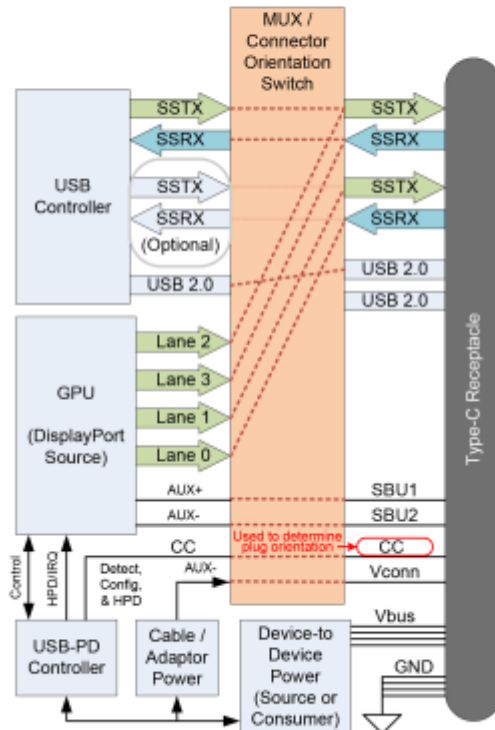 MUX /
Connector
Orientation
Switch
SSTX
SSTX
SSRX
SSRX
USB
Controller
SSTX
SSTX
SSRX
SSRX
(Optional)
USB 2.0
USB 2.0
USB 2.0
Type-C Receptacle
Lane 2
Lane 3
GPU
(DisplayPort
Source)
Lane 1
Lane 0
AUX+
SBU1
AUX-
SBU2
Used to determine
plug orientation
CC
CC
Control
HPD/IRQ
Detect,
Config,
& HPD
AUX-
Vconn
USB-PD
Controller
Cable /
Adaptor
Power
Device-to
Device
Power
(Source or
Consumer)
Vbus
GND